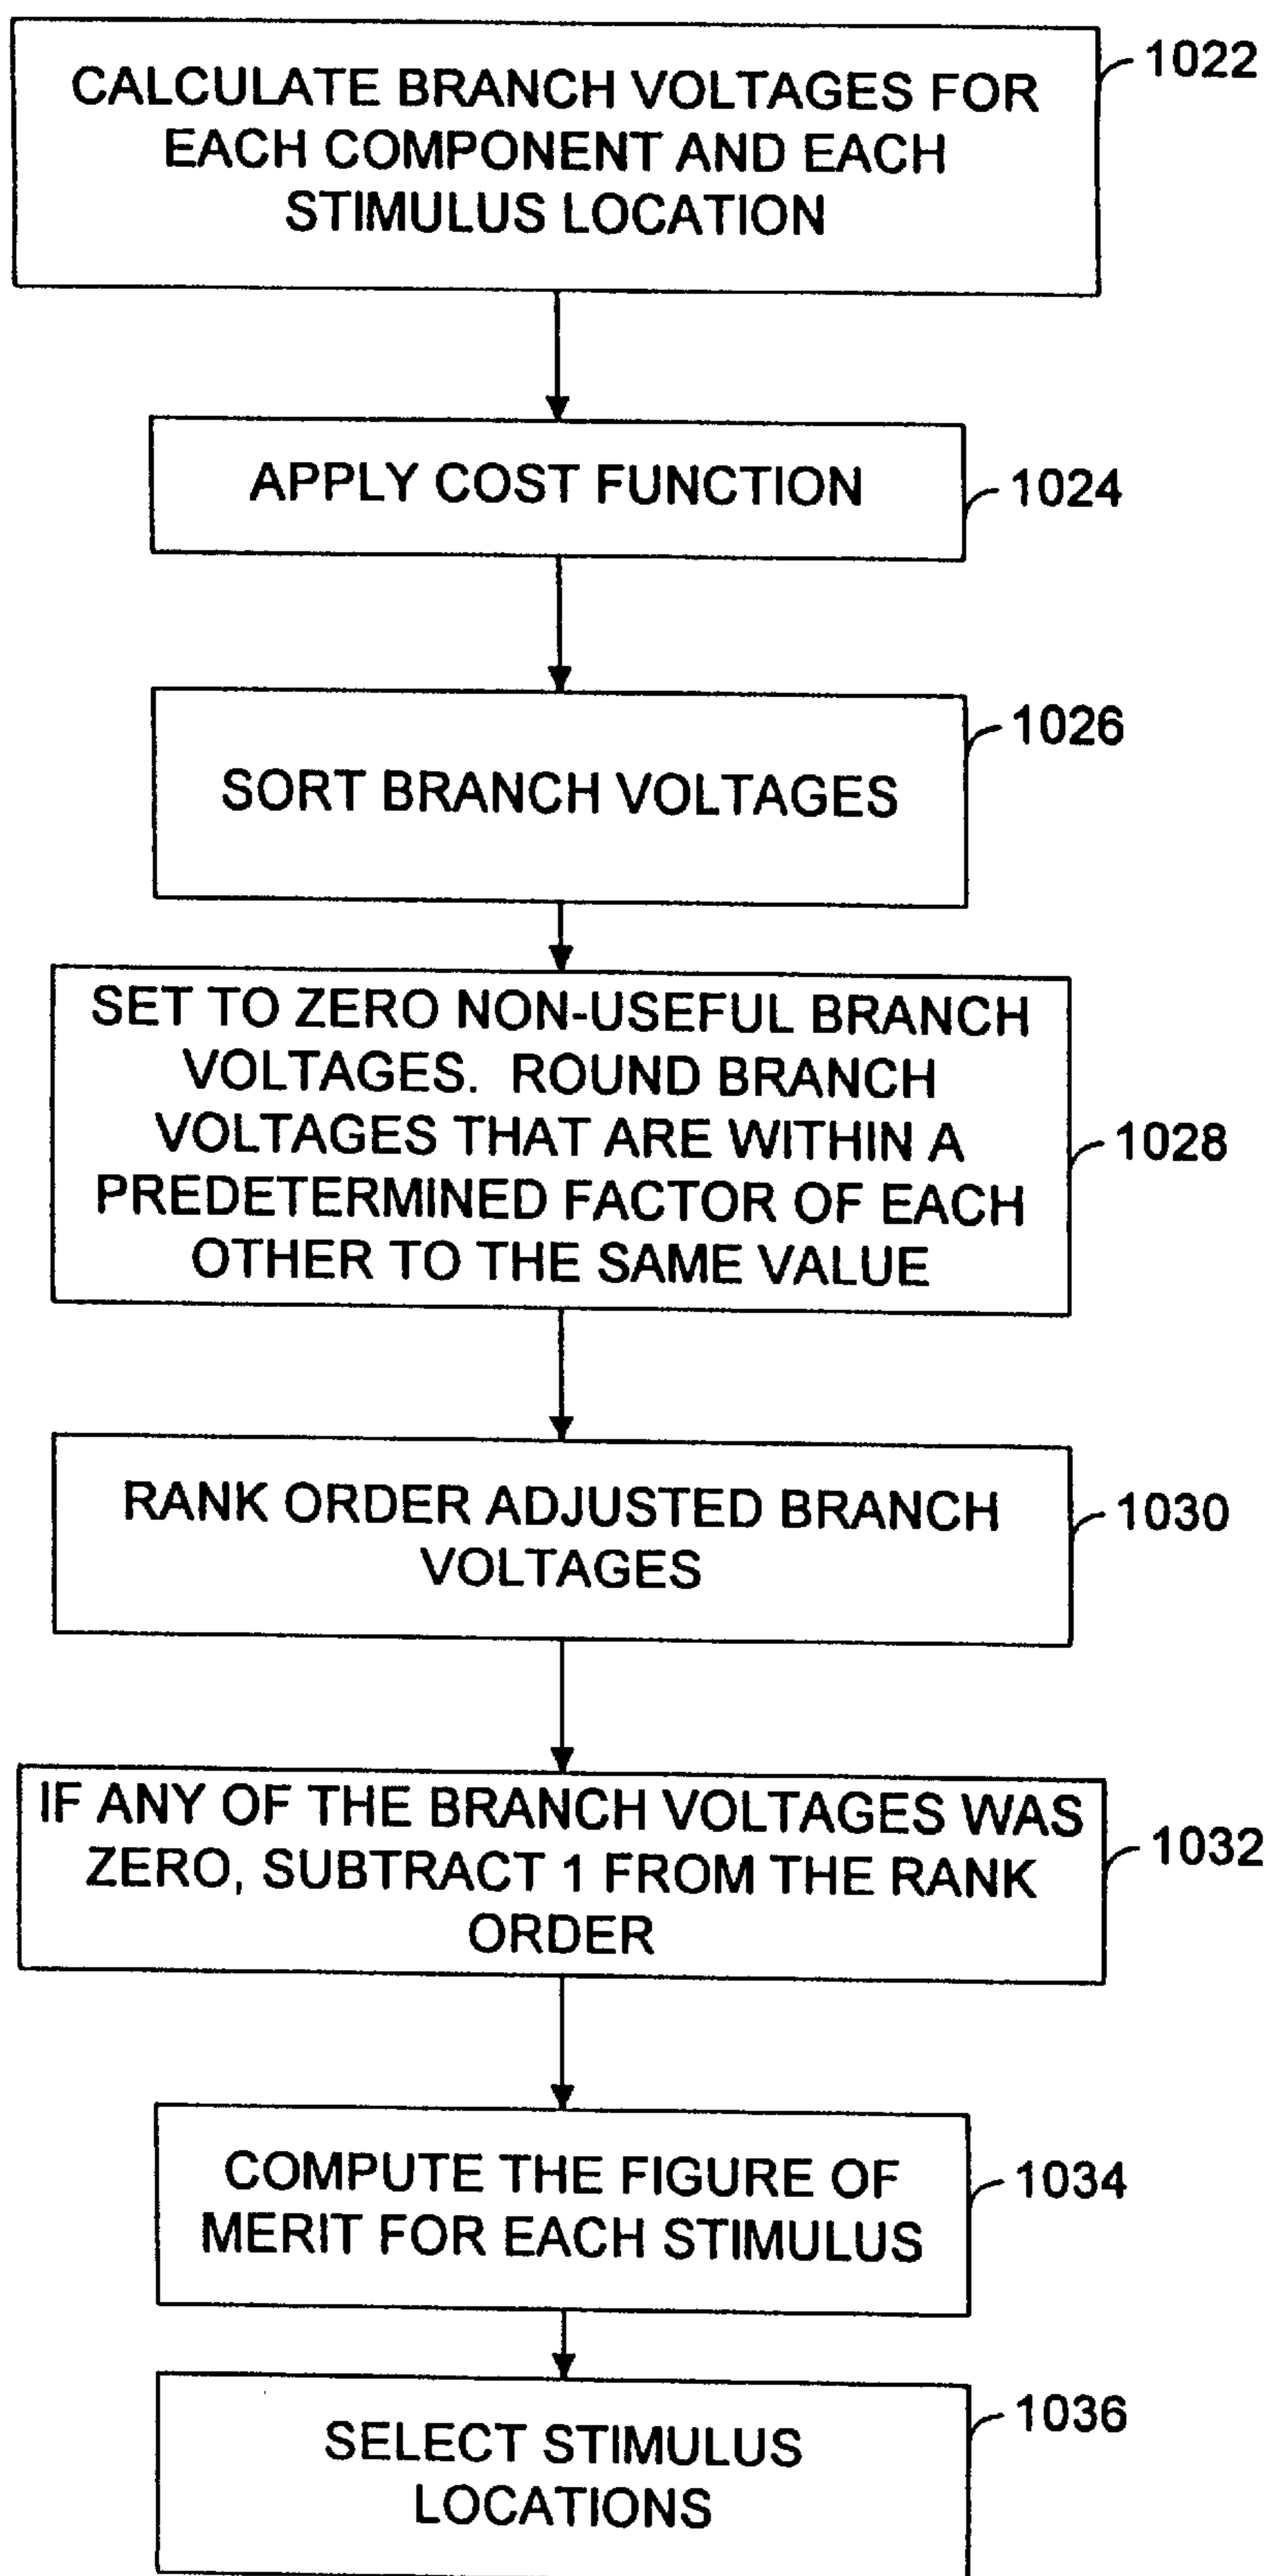 CALCULATE BRANCH VOLTAGES FOR
EACH COMPONENT AND EACH
STIMULUS LOCATION
1022
APPLY COST FUNCTION
1024
SORT BRANCH VOLTAGES
1026
SET TO ZERO NON-USEFUL BRANCH
VOLTAGES. ROUND BRANCH
VOLTAGES THAT ARE WITHIN A
PREDETERMINED FACTOR OF EACH
OTHER TO THE SAME VALUE
1028
RANK ORDER ADJUSTED BRANCH
VOLTAGES
1030
IF ANY OF THE BRANCH VOLTAGES WAS
ZERO, SUBTRACT 1 FROM THE RANK
ORDER
1032
COMPUTE THE FIGURE OF
MERIT FOR EACH STIMULUS
1034
SELECT STIMULUS
LOCATIONS
1036